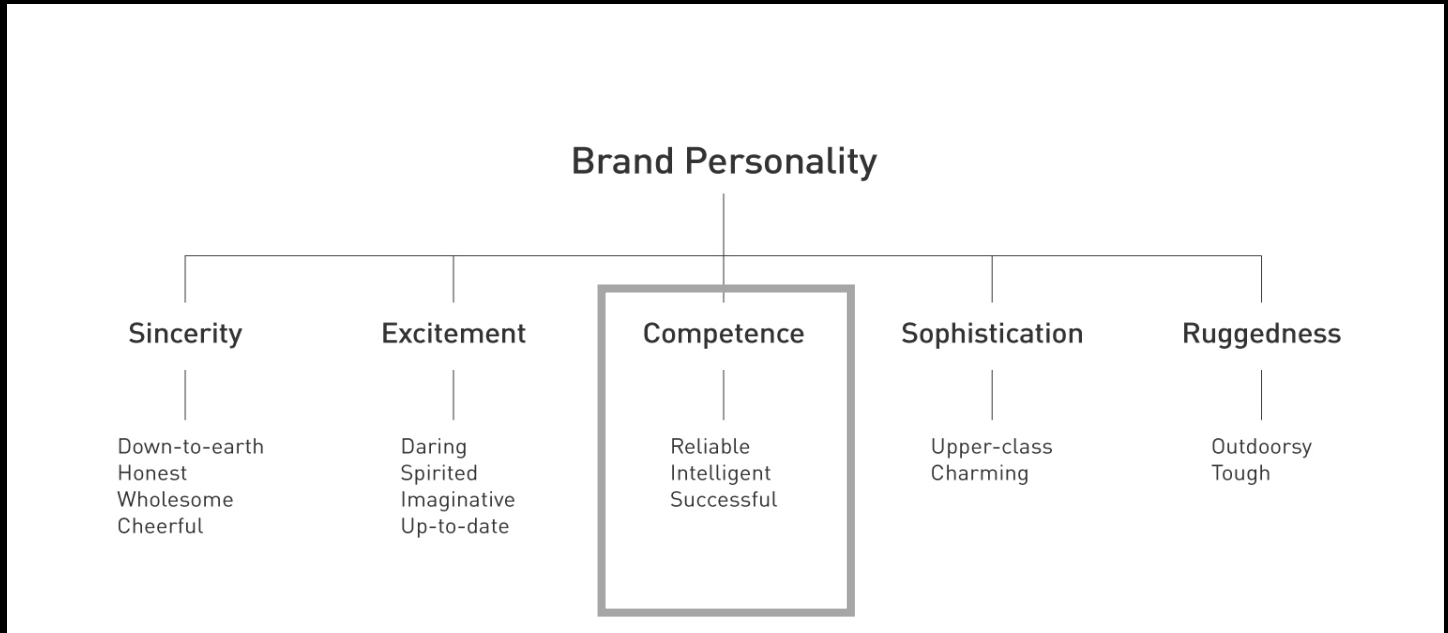 Brand Personality
Sincerity
Down-to-earth
Honest
Wholesome
Cheerful
Excitement
Daring
Spirited
Imaginative
Up-to-date
Competence
Reliable
Intelligent
Successful
Sophistication
Upper-class
Charming
Ruggedness
Outdoorsy
Tough